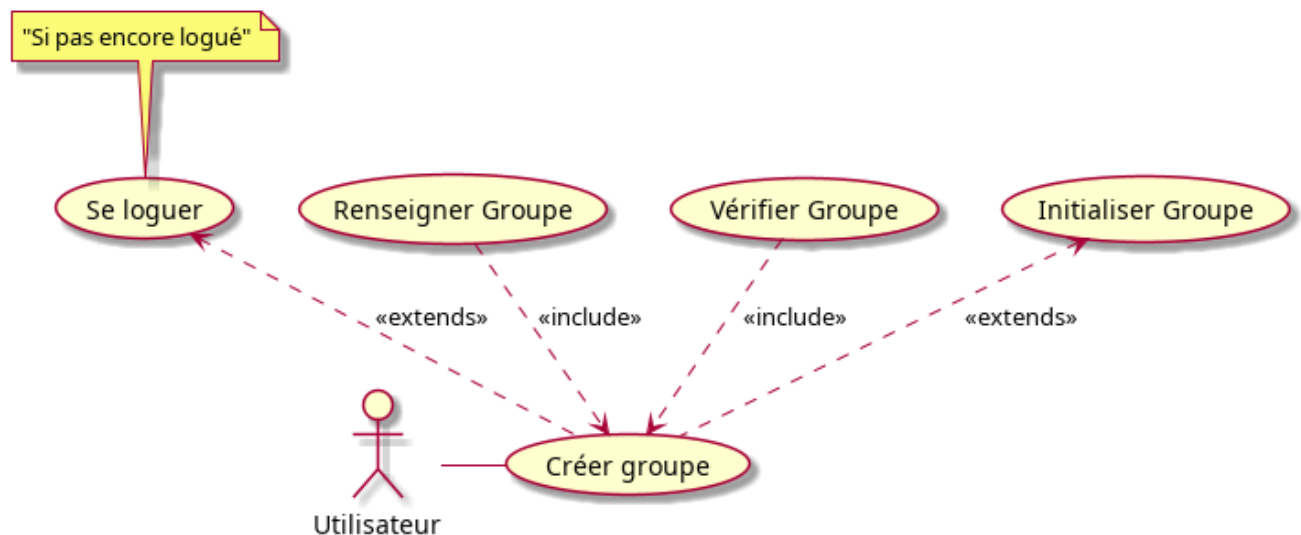 "Si pas encore logué"
Se loguer
Renseigner Groupe
Vérifier Groupe
Initialiser Groupe
«extends»
«include»
«include»
«extends»
Créer groupe
Utilisateur